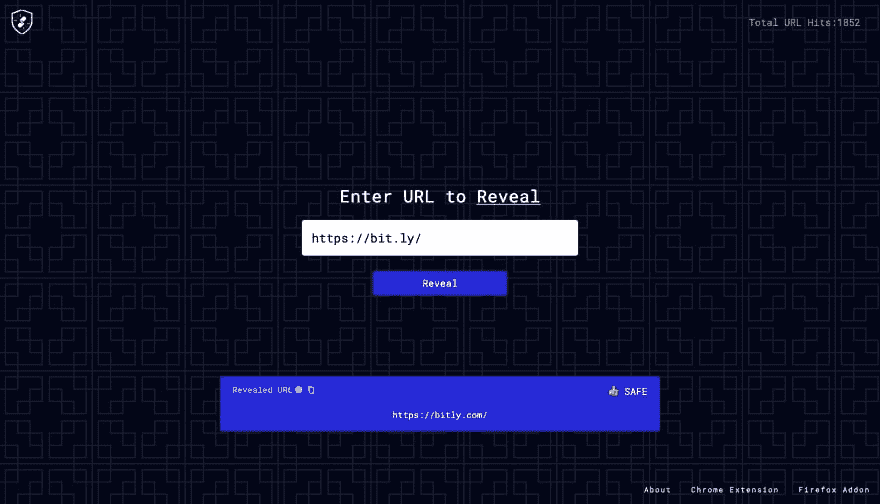 Total URL Hits:1852
Enter URL to Reveal
https://bit.ly/
Reveal
Revealed URL
SAFE
https://bitly.com/
About Chrome Extension Firefox Addon